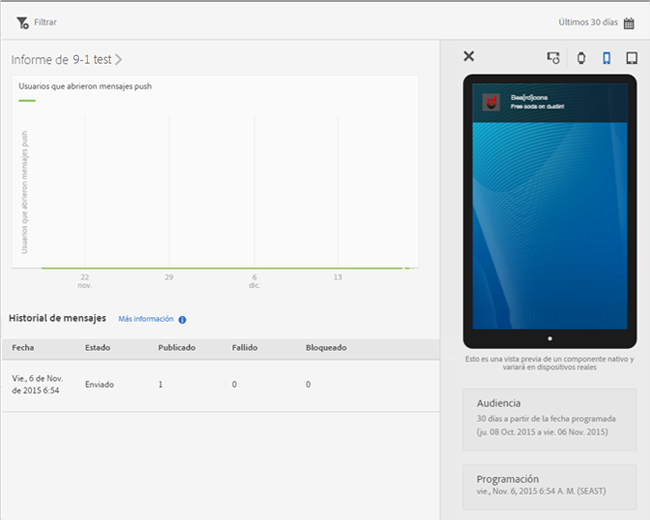 Filtrar
Últimos 30 días
Informe de 9-1 test
Usuarios que abrieron mensajes push
Usuarios que abrieron mensajes push
22
nov.
29
6
dic.
13
Historial de mensajes
Más información
Fecha Estado Publicado Fallido Bloqueado
Vie., 6 de Nov.
de 2015 6:54
Enviado 1 0 0
Bea[rd]cons
Free soda on dustin!
Esto es una vista previa de un componente nativo y
variará en dispositivos reales
Audiencia
30 días a partir de la fecha programada
(ju. 08 Oct. 2015 a vie. 06 Nov. 2015)
Programación
vie., Nov. 6, 2015 6:54 A. M. (SEAST)